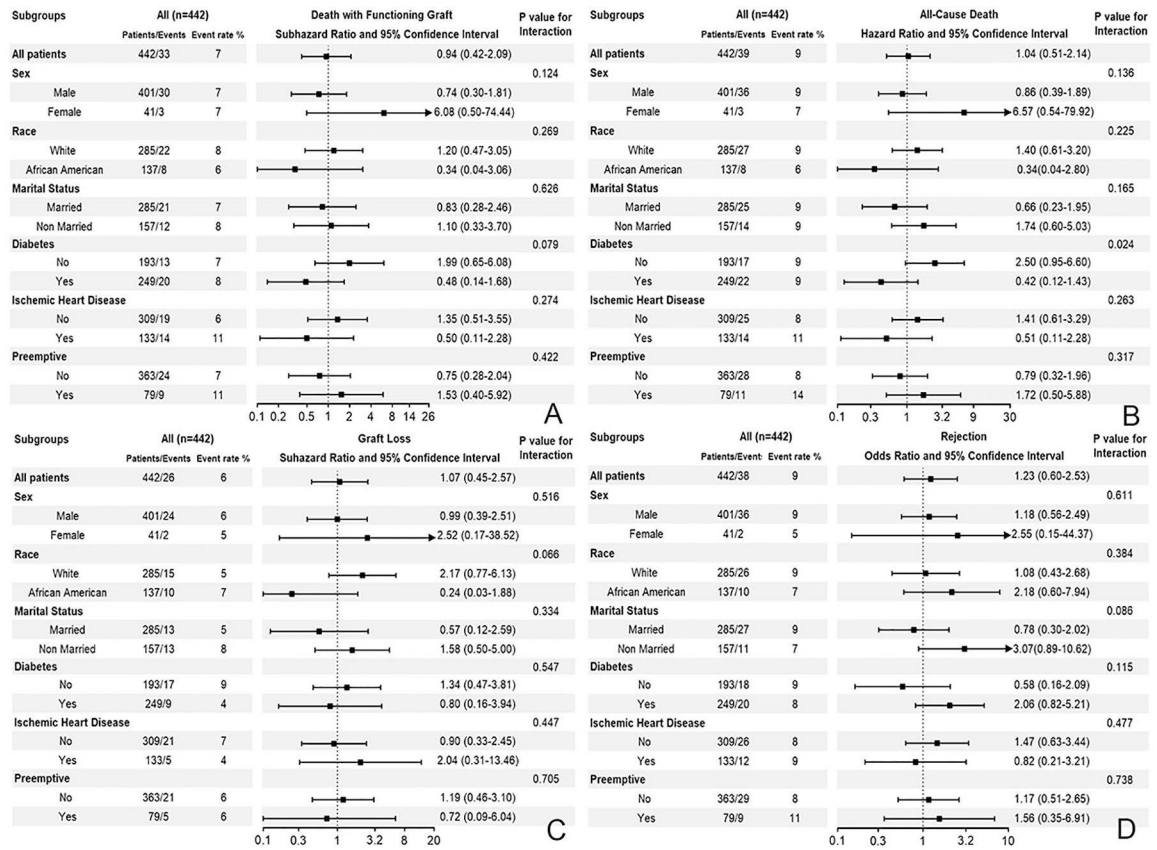 Subgroups All (n=442) Death with Functioning Graft P value for Interaction
Patients/Events Event rate % Subhazard Ratio and 95% Confidence Interval
All patients 442/33 7 0.94 (0.42-2.09)
Sex 0.124
Male 401/30 7 0.74 (0.30-1.81)
Female 41/3 7 6.08 (0.50-74.44)
Race 0.269
White 285/22 8 1.20 (0.47-3.05)
African American 137/8 6 0.34 (0.04-3.06)
Marital Status 0.626
Married 285/21 7 0.83 (0.28-2.46)
Non Married 157/12 8 1.10 (0.33-3.70)
Diabetes 0.079
No 193/13 7 1.99 (0.65-6.08)
Yes 249/20 8 0.48 (0.14-1.68)
Ischemic Heart Disease 0.274
No 309/19 6 1.35 (0.51-3.55)
Yes 133/14 11 0.50 (0.11-2.28)
Preemptive 0.422
No 363/24 7 0.75 (0.28-2.04)
Yes 79/9 11 1.53 (0.40-5.92)
0.1 0.2 0.5 1 2 4 8 14 26
A
Subgroups All (n=442) All-Cause Death P value for Interaction
Patients/Events Event rate % Hazard Ratio and 95% Confidence Interval
All patients 442/39 9 1.04 (0.51-2.14)
Sex 0.136
Male 401/36 9 0.86 (0.39-1.89)
Female 41/3 7 6.57 (0.54-79.92)
Race 0.225
White 285/27 9 1.40 (0.61-3.20)
African American 137/8 6 0.34(0.04-2.80)
Marital Status 0.165
Married 285/25 9 0.66 (0.23-1.95)
Non Married 157/14 9 1.74 (0.60-5.03)
Diabetes 0.024
No 193/17 9 2.50 (0.95-6.60)
Yes 249/22 9 0.42 (0.12-1.43)
Ischemic Heart Disease 0.263
No 309/25 8 1.41 (0.61-3.29)
Yes 133/14 11 0.51 (0.11-2.28)
Preemptive 0.317
No 363/28 8 0.79 (0.32-1.96)
Yes 79/11 14 1.72 (0.50-5.88)
0.1 0.3 1 3.2 9 30
B
Subgroups All (n=442) Graft Loss P value for Interaction
Patients/Events Event rate % Suhazard Ratio and 95% Confidence Interval
All patients 442/26 6 1.07 (0.45-2.57)
Sex 0.516
Male 401/24 6 0.99 (0.39-2.51)
Female 41/2 5 2.52 (0.17-38.52)
Race 0.066
White 285/15 5 2.17 (0.77-6.13)
African American 137/10 7 0.24 (0.03-1.88)
Marital Status 0.334
Married 285/13 5 0.57 (0.12-2.59)
Non Married 157/13 8 1.58 (0.50-5.00)
Diabetes 0.547
No 193/17 9 1.34 (0.47-3.81)
Yes 249/9 4 0.80 (0.16-3.94)
Ischemic Heart Disease 0.447
No 309/21 7 0.90 (0.33-2.45)
Yes 133/5 4 2.04 (0.31-13.46)
Preemptive 0.705
No 363/21 6 1.19 (0.46-3.10)
Yes 79/5 6 0.72 (0.09-6.04)
0.1 0.3 1 3.2 8 20
C
Subgroups All (n=442) Rejection P value for Interaction
Patients/Event Event rate % Odds Ratio and 95% Confidence Interval
All patients 442/38 9 1.23 (0.60-2.53)
Sex 0.611
Male 401/36 9 1.18 (0.56-2.49)
Female 41/2 5 2.55 (0.15-44.37)
Race 0.384
White 285/26 9 1.08 (0.43-2.68)
African American 137/10 7 2.18 (0.60-7.94)
Marital Status 0.086
Married 285/27 9 0.78 (0.30-2.02)
Non Married 157/11 7 3.07(0.89-10.62)
Diabetes 0.115
No 193/18 9 0.58 (0.16-2.09)
Yes 249/20 8 2.06 (0.82-5.21)
Ischemic Heart Disease 0.477
No 309/26 8 1.47 (0.63-3.44)
Yes 133/12 9 0.82 (0.21-3.21)
Preemptive 0.738
No 363/29 8 1.17 (0.51-2.65)
Yes 79/9 11 1.56 (0.35-6.91)
0.1 0.3 1 3.2 10
D